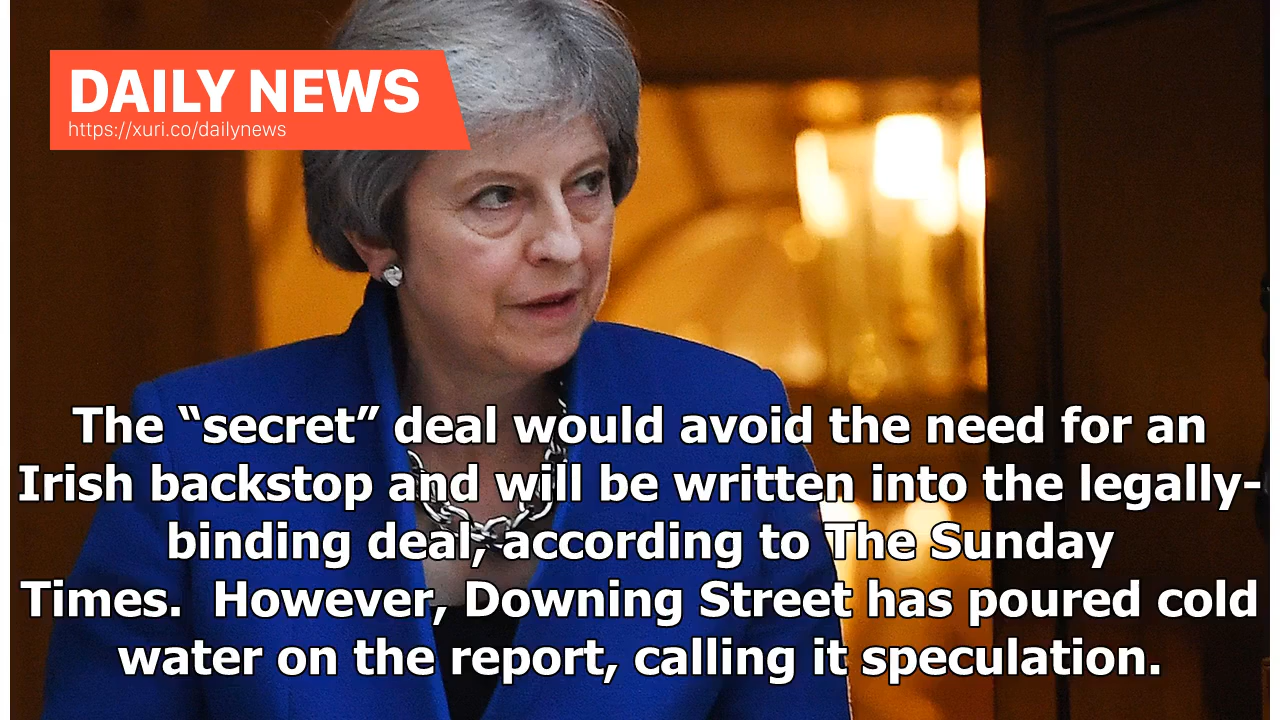 DAILY NEWS
https://xuri.co/dailynews
The “secret” deal would avoid the need for an
Irish backstop and will be written into the legally-
binding deal, according to The Sunday
Times.  However, Downing Street has poured cold
water on the report, calling it speculation.